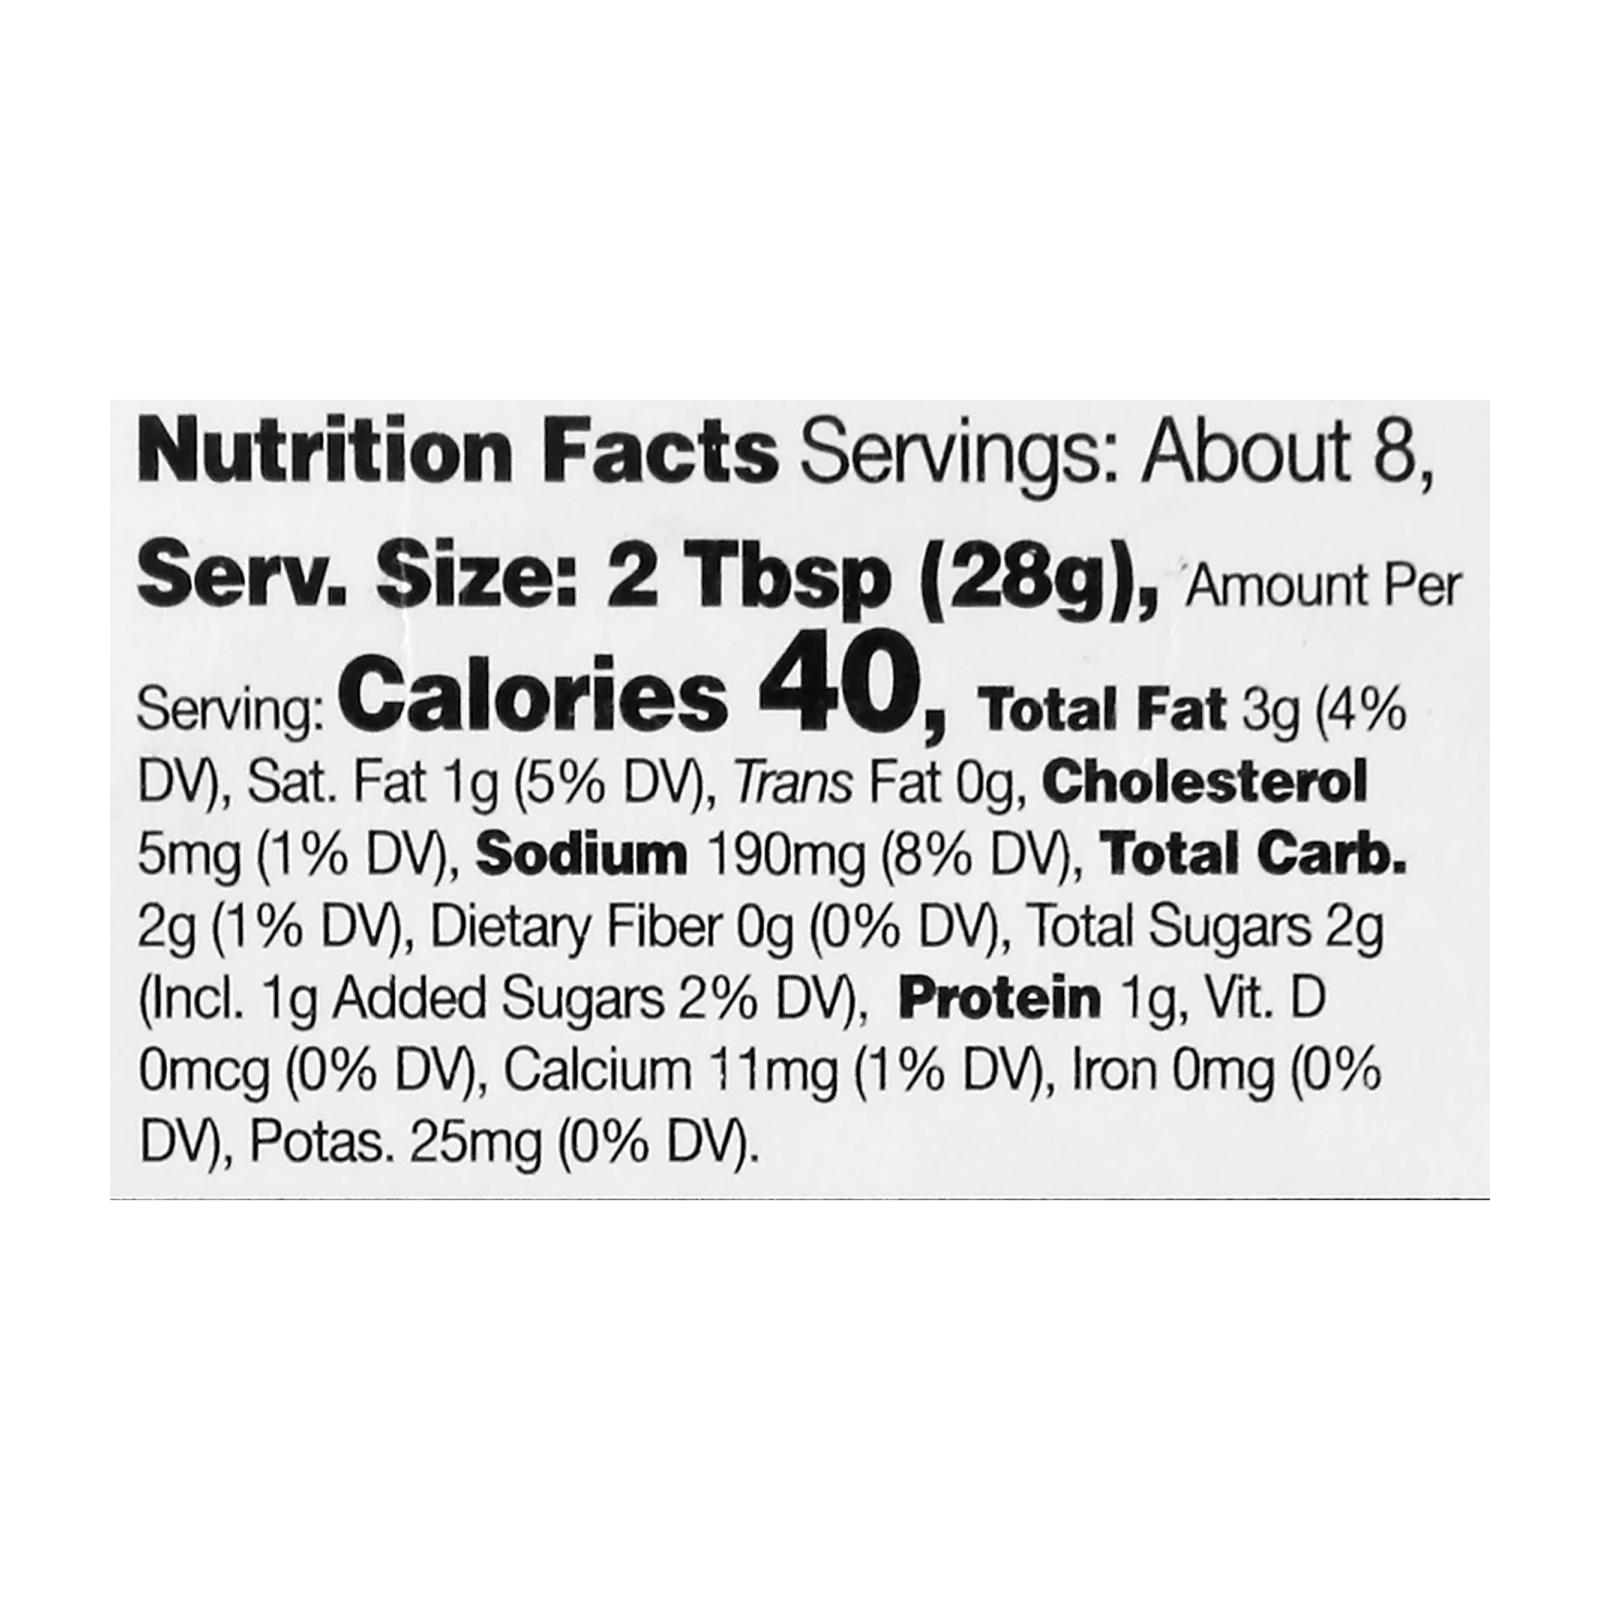 Nutrition Facts Servings: About 8,
Serv. Size: 2 Tbsp (28g), Amount Per
Serving: Calories 40, Total Fat 3g (4%
DV), Sat. Fat 1g (5% DV), Trans Fat 0g, Cholesterol
5mg (1% DV), Sodium 190mg (8% DV), Total Carb.
2g (1% DV), Dietary Fiber 0g (0% DV), Total Sugars 2g
(Incl. 1g Added Sugars 2% DV), Protein 1g, Vit. D
0mcg (0% DV), Calcium 11mg (1% DV), Iron 0mg (0%
DV), Potas. 25mg (0% DV).